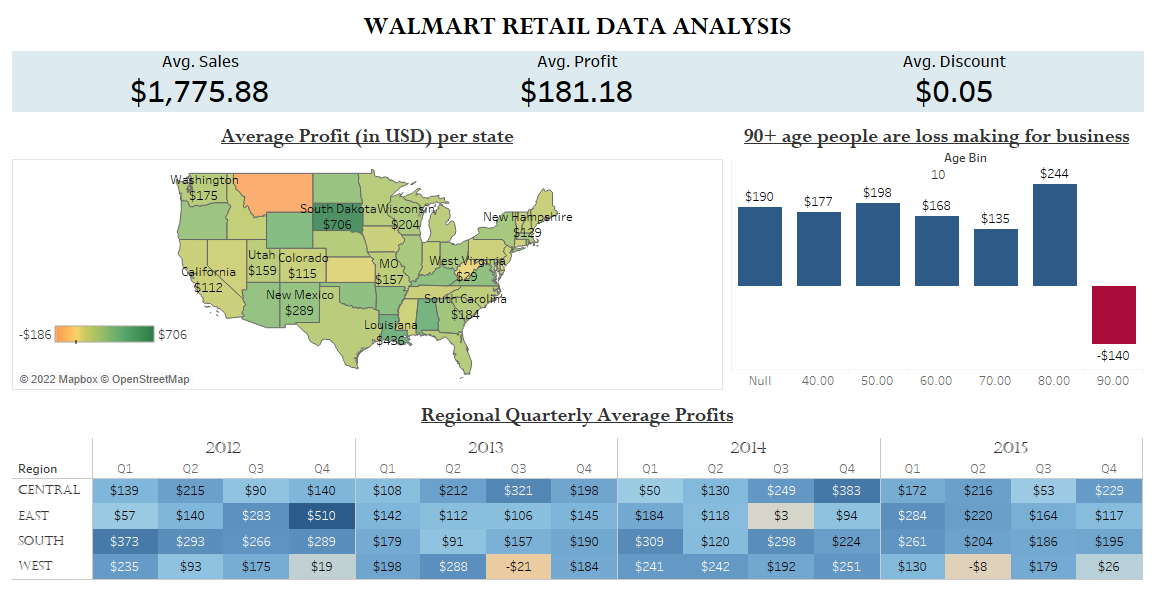 WALMART RETAIL DATA ANALYSIS
Avg. Sales Avg. Profit Avg. Discount
$1,775.88 $181.18 $0.05
Average Profit (in USD) per state
Washington
$175
South Dakota
$706
Wisconsin
$204
New Hampshire
$129
Utah
$159
Colorado
$115
MO
$157
West Virginia
$29
California
$112
New Mexico
$289
South Carolina
$184
Louisiana
$436
-$186 $706
© 2022 Mapbox © OpenStreetMap
90+ age people are loss making for business
Age Bin
10
$190 $177 $198 $168 $135 $244
-$140
Null 40.00 50.00 60.00 70.00 80.00 90.00
Regional Quarterly Average Profits
2012 2013 2014 2015
Region Q1 Q2 Q3 Q4 Q1 Q2 Q3 Q4 Q1 Q2 Q3 Q4 Q1 Q2 Q3 Q4
CENTRAL $139 $215 $90 $140 $108 $212 $321 $198 $50 $130 $249 $383 $172 $216 $53 $229
EAST $57 $140 $283 $510 $142 $112 $106 $145 $184 $118 $3 $94 $284 $220 $164 $117
SOUTH $373 $293 $266 $289 $179 $91 $157 $190 $309 $120 $298 $224 $261 $204 $186 $195
WEST $235 $93 $175 $19 $198 $288 -$21 $184 $241 $242 $192 $251 $130 -$8 $179 $26